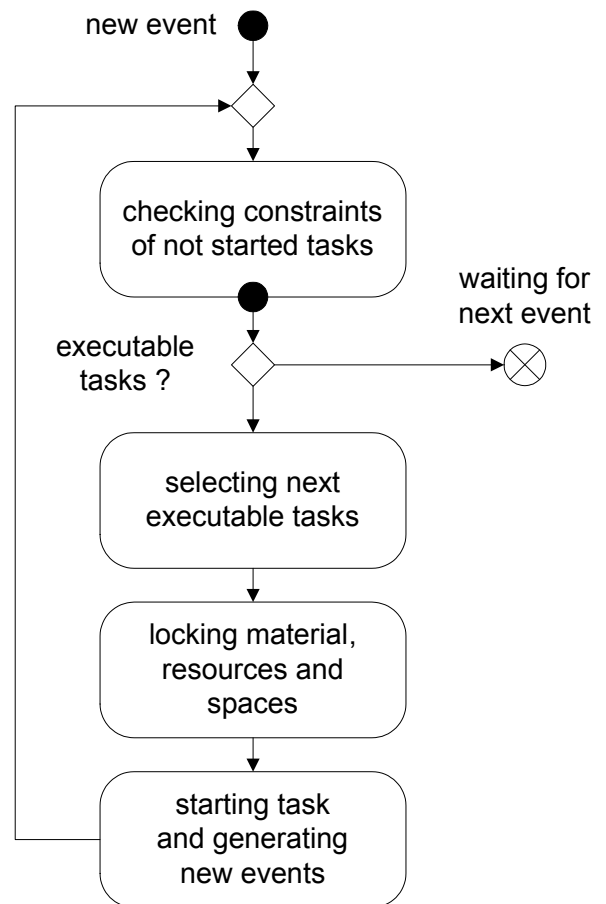 new event
checking constraints
of not started tasks
waiting for
next event
executable
tasks ?
selecting next
executable tasks
locking material,
resources and
spaces
starting task
and generating
new events